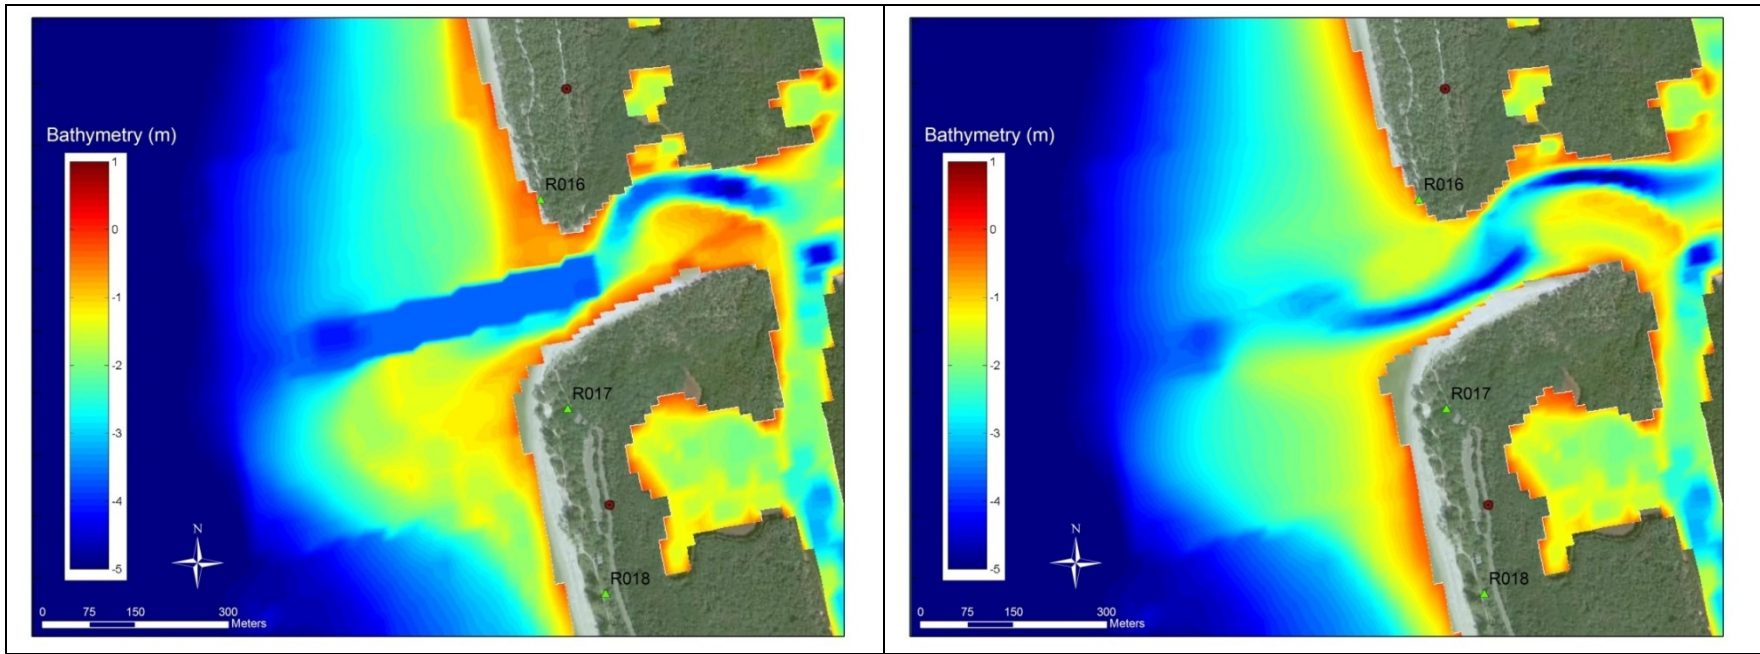 Bathymetry (m)
1
0
-1
-2
-3
-4
-5
R016
R017
R018
N
0 75 150 300
Meters
Bathymetry (m)
1
0
-1
-2
-3
-4
-5
R016
R017
R018
N
0 75 150 300
Meters